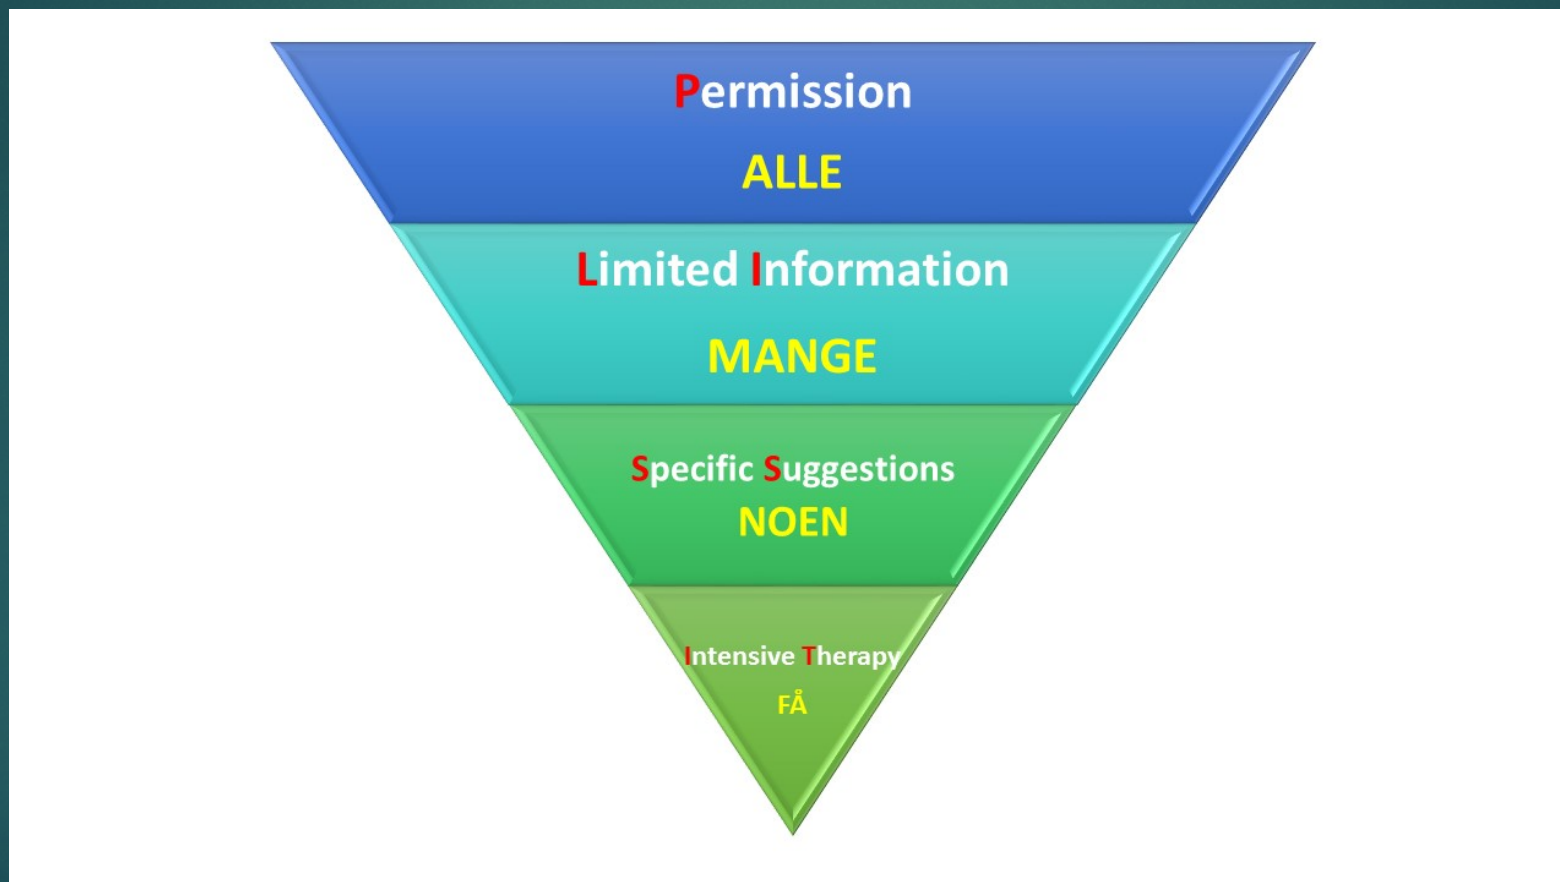 Permission
ALLE
Limited Information
MANGE
Specific Suggestions
NOEN
Intensive Therapy
FÅ